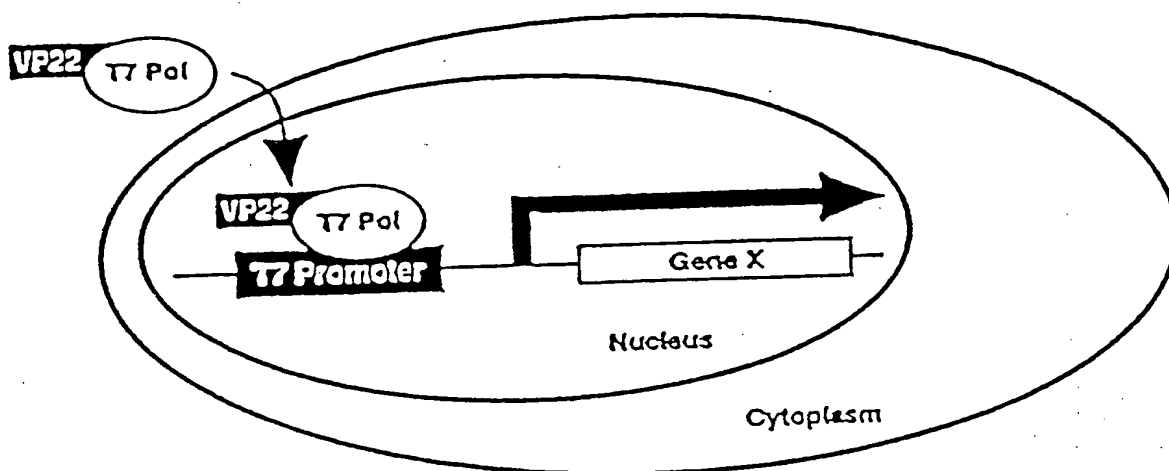 VP22 T7 Pol
VP22 T7 Pol
T7 Promoter
Gene X
Nucleus
Cytoplasm